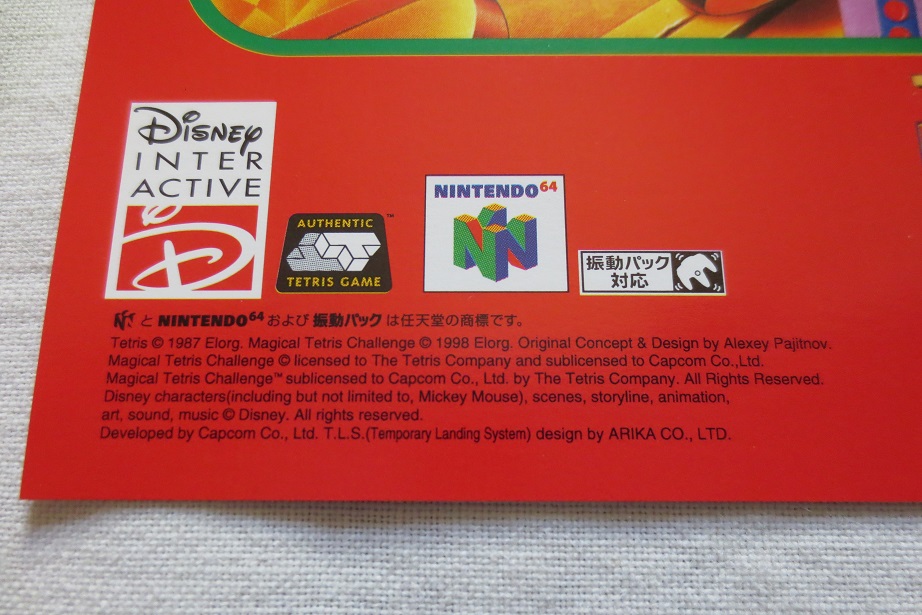 Disney
INTER
ACTIVE
D
AUTHENTIC
TETRIS GAME
™
NINTENDO64
振動パック
対応
と NINTENDO64 および 振動パック は任天堂の商標です。
Tetris © 1987 Elorg. Magical Tetris Challenge © 1998 Elorg. Original Concept & Design by Alexey Pajitnov.
Magical Tetris Challenge © licensed to The Tetris Company and sublicensed to Capcom Co.,Ltd.
Magical Tetris Challenge™ sublicensed to Capcom Co., Ltd. by The Tetris Company. All Rights Reserved.
Disney characters(including but not limited to, Mickey Mouse), scenes, storyline, animation,
art, sound, music © Disney. All rights reserved.
Developed by Capcom Co., Ltd. T.L.S.(Temporary Landing System) design by ARIKA CO., LTD.